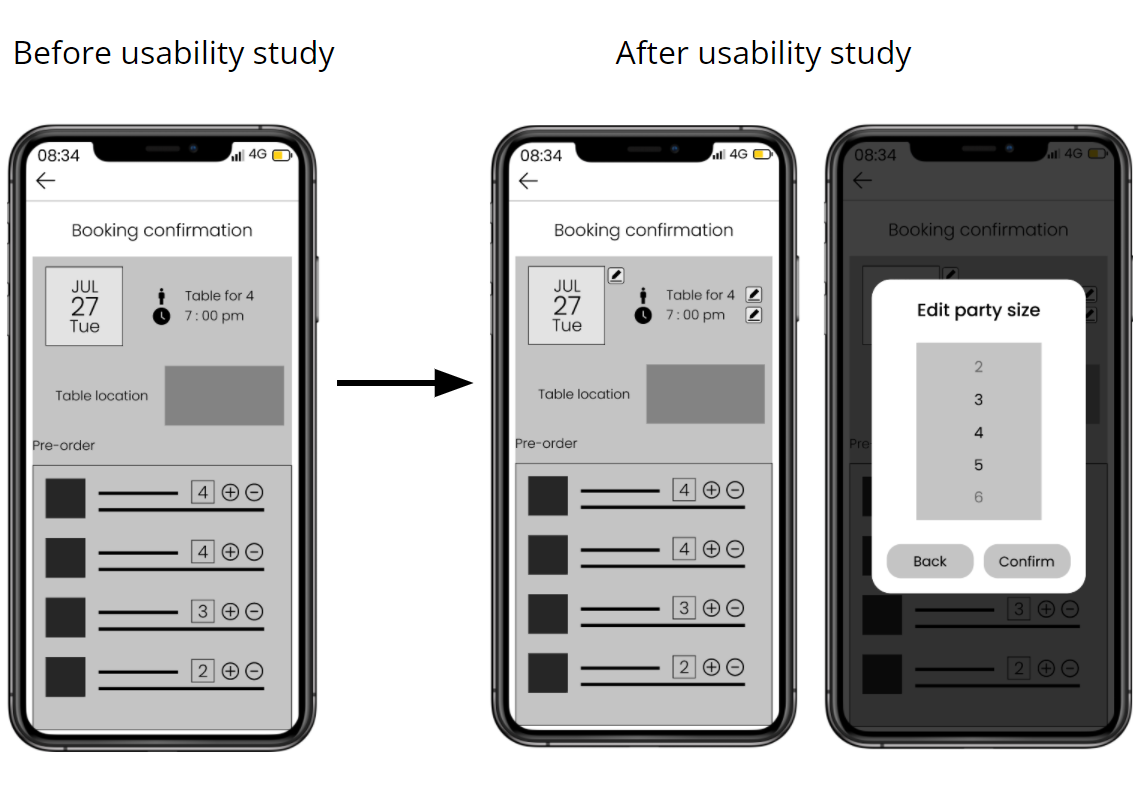 Before usability study
After usability study
08:34
4G
Booking confirmation
JUL
27
Tue
Table for 4
7 : 00 pm
Table location
Pre-order
4
4
3
2
08:34
4G
Booking confirmation
JUL
27
Tue
Table for 4
7 : 00 pm
Table location
Pre-order
4
4
3
2
08:34
4G
Booking confirmation
Edit party size
2
3
4
5
6
Back
Confirm
Pre-
3
2